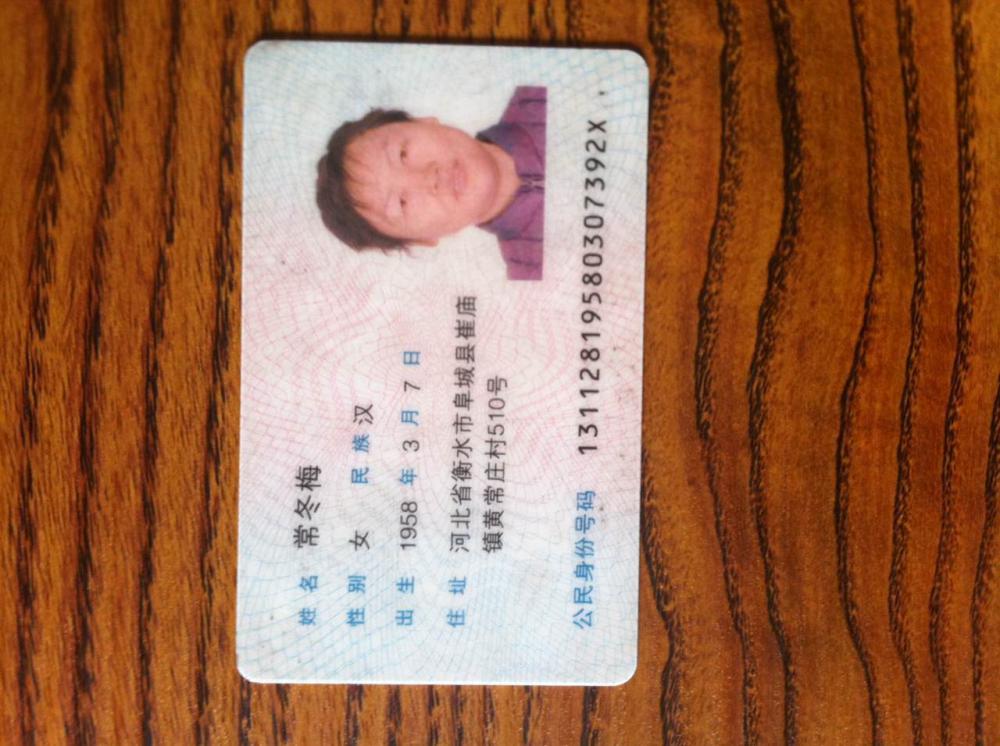 姓名 常冬梅
性别 女 民族 汉
出生 1958 年 3 月 7 日
住址 河北省衡水市阜城县崔庙
镇黄常庄村510号
公民身份号码 13112819580307392X